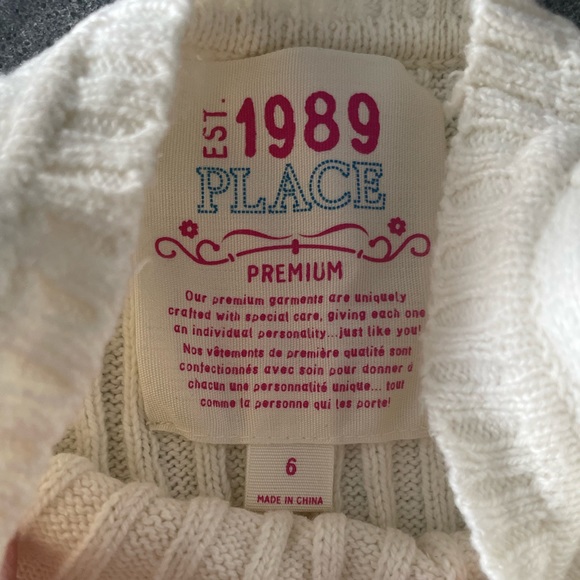 EST. 1989
PLACE
PREMIUM
Our premium garments are uniquely
crafted with special care, giving each one
an individual personality...just like you!
Nos vêtements de première qualité sont
confectionnés avec soin pour donner à
chacun une personnalité unique... tout
comme la personne qui les porte!
6
MADE IN CHINA